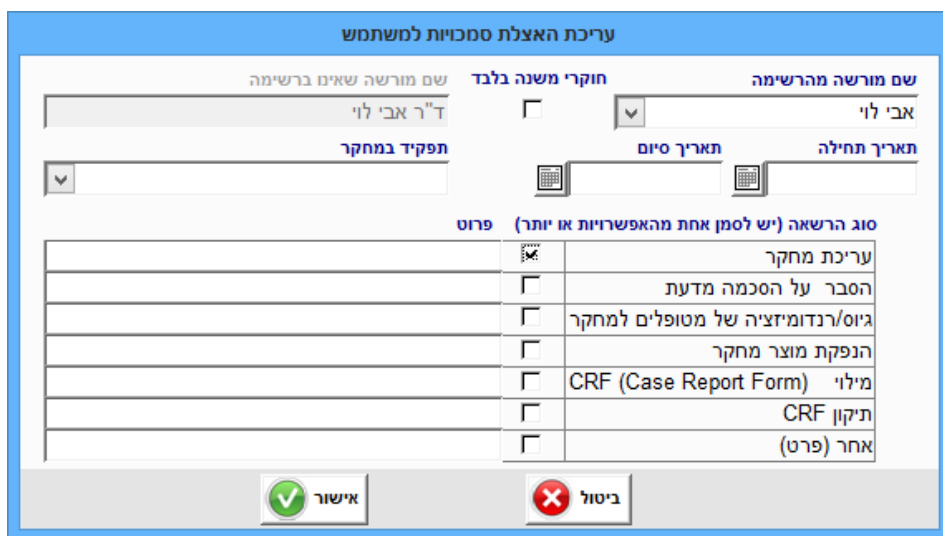 עריכת האצלת סמכויות למשתמש
שם מורשה מהרשימה חוקרי משנה בלבד שם מורשה שאינו ברשימה
אבי לוי ד"ר אבי לוי
תאריך תחילה תאריך סיום תפקיד במחקר
סוג הרשאה (יש לסמן אחת מהאפשרויות או יותר) פרוט
עריכת מחקר
הסבר על הסכמה מדעת
גיוס/רנדומיזציה של מטופלים למחקר
הנפקת מוצר מחקר
מילוי CRF (Case Report Form)
תיקון CRF
אחר (פרט)
ביטול אישור